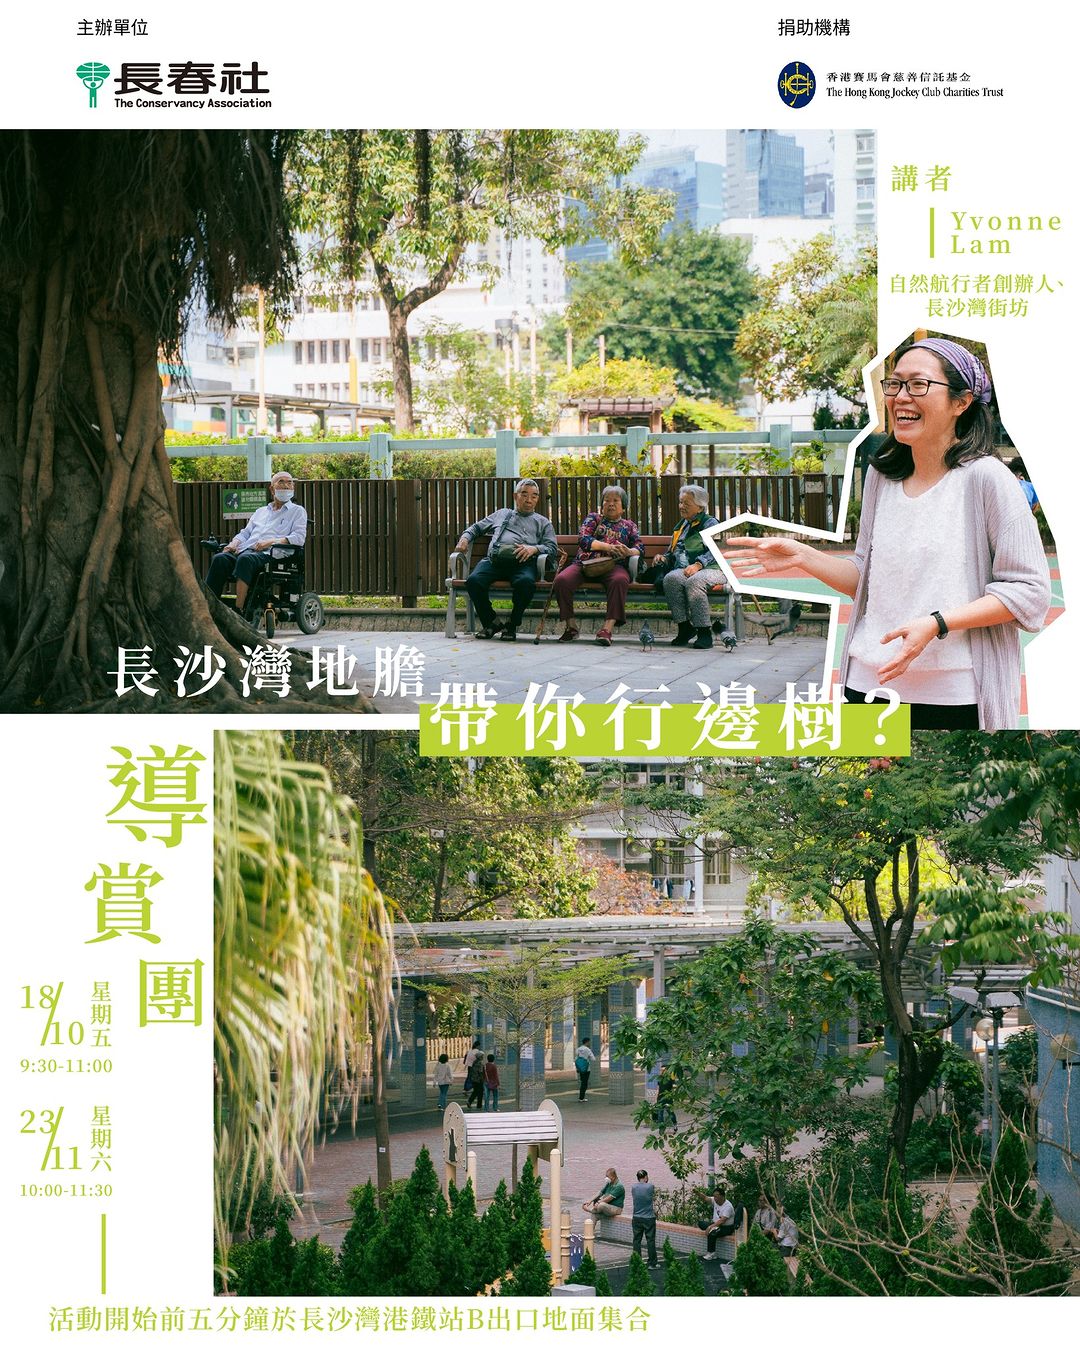 主辦單位
長春社
The Conservancy Association
捐助機構
香港賽馬會慈善信託基金
The Hong Kong Jockey Club Charities Trust
講者
Yvonne
Lam
自然航行者創辦人、
長沙灣街坊
長沙灣地膽
帶你行邊樹?
導賞團
18/10 星期五
9:30-11:00
23/11 星期六
10:00-11:30
活動開始前五分鐘於長沙灣港鐵站B出口地面集合